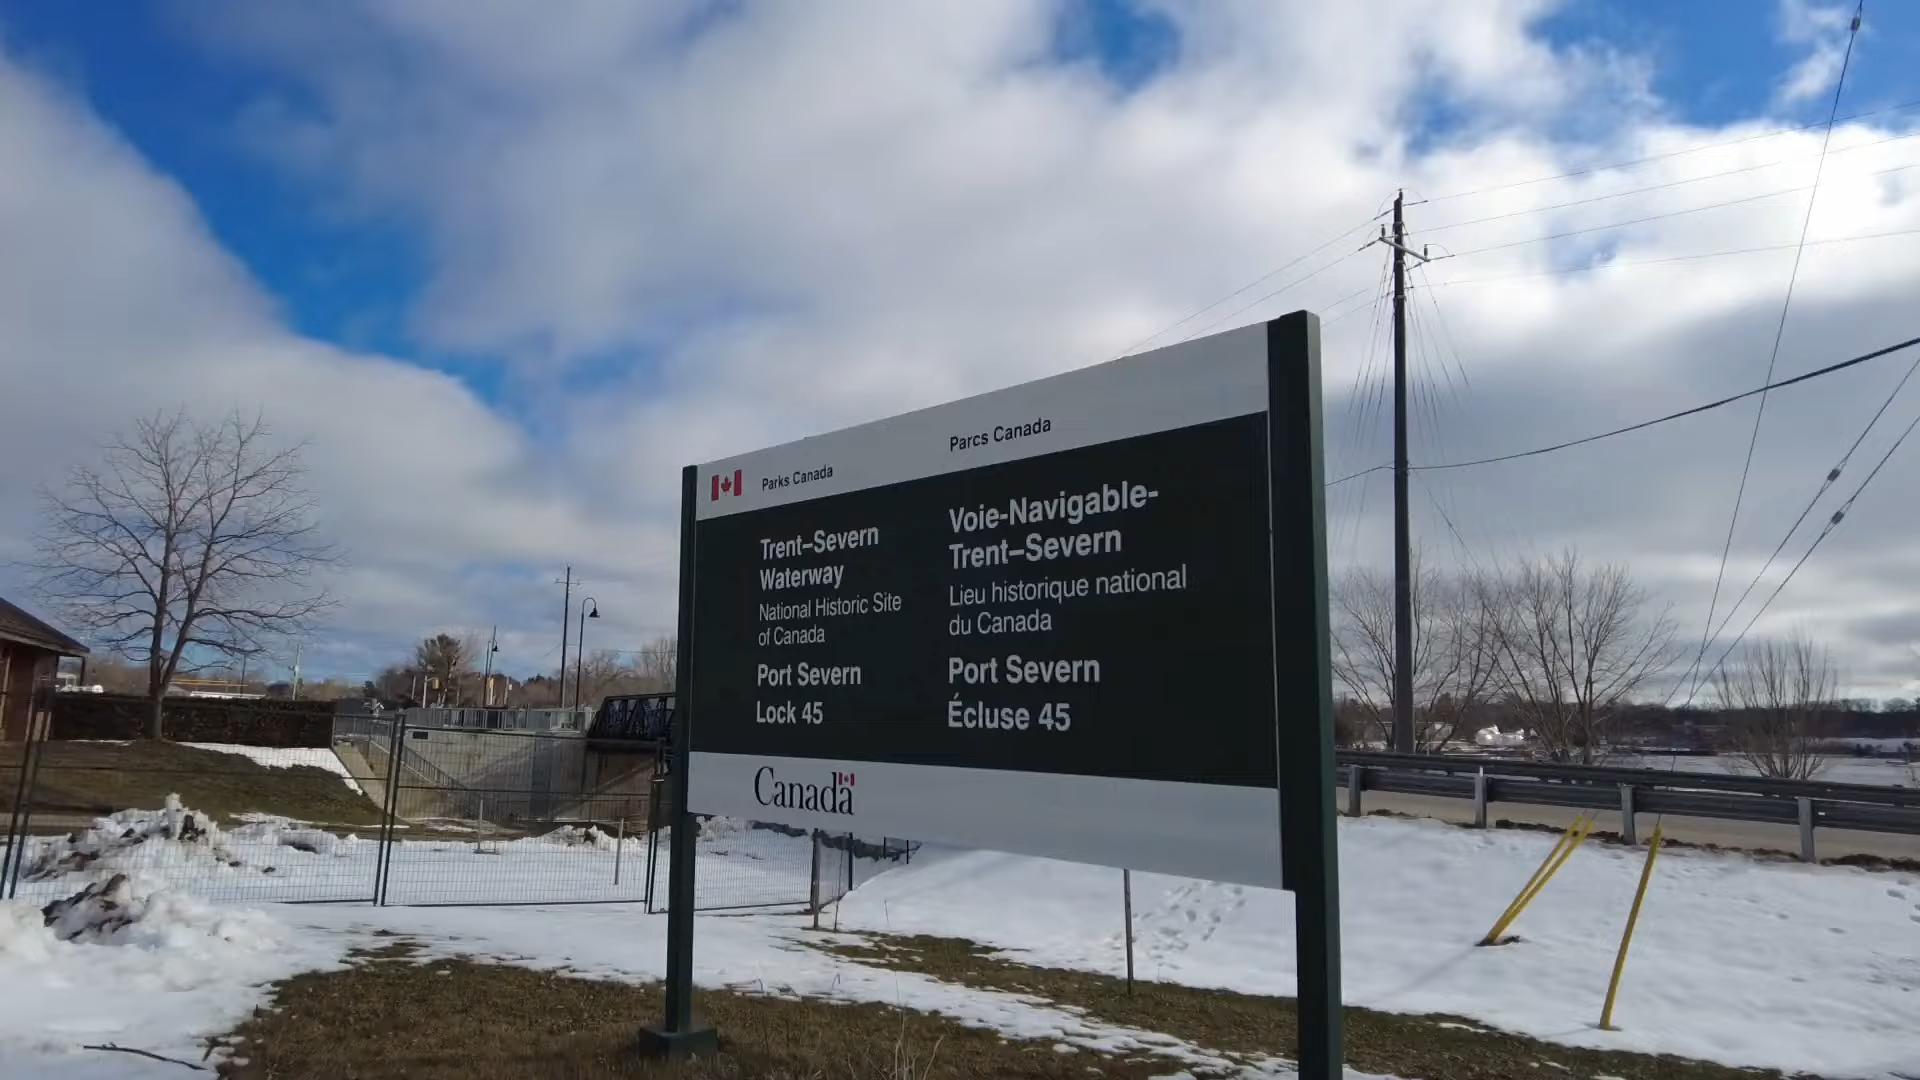 Parks Canada
Parcs Canada
Trent–Severn
Waterway
National Historic Site
of Canada
Port Severn
Lock 45
Voie-Navigable-
Trent–Severn
Lieu historique national
du Canada
Port Severn
Écluse 45
Canada